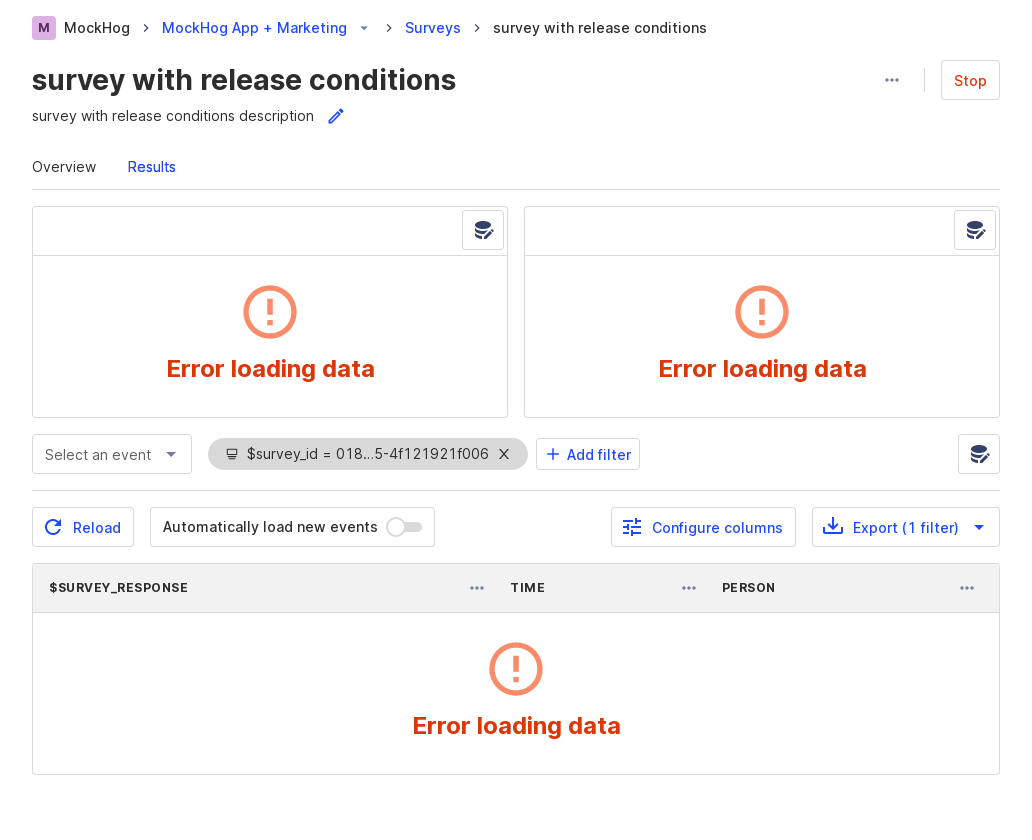 M MockHog MockHog App + Marketing Surveys survey with release conditions
survey with release conditions
Stop
survey with release conditions description
Overview Results
Error loading data Error loading data
Select an event $survey_id = 018...5-4f121921f006 Add filter
Reload Automatically load new events Configure columns Export (1 filter)
$SURVEY_RESPONSE TIME PERSON
Error loading data